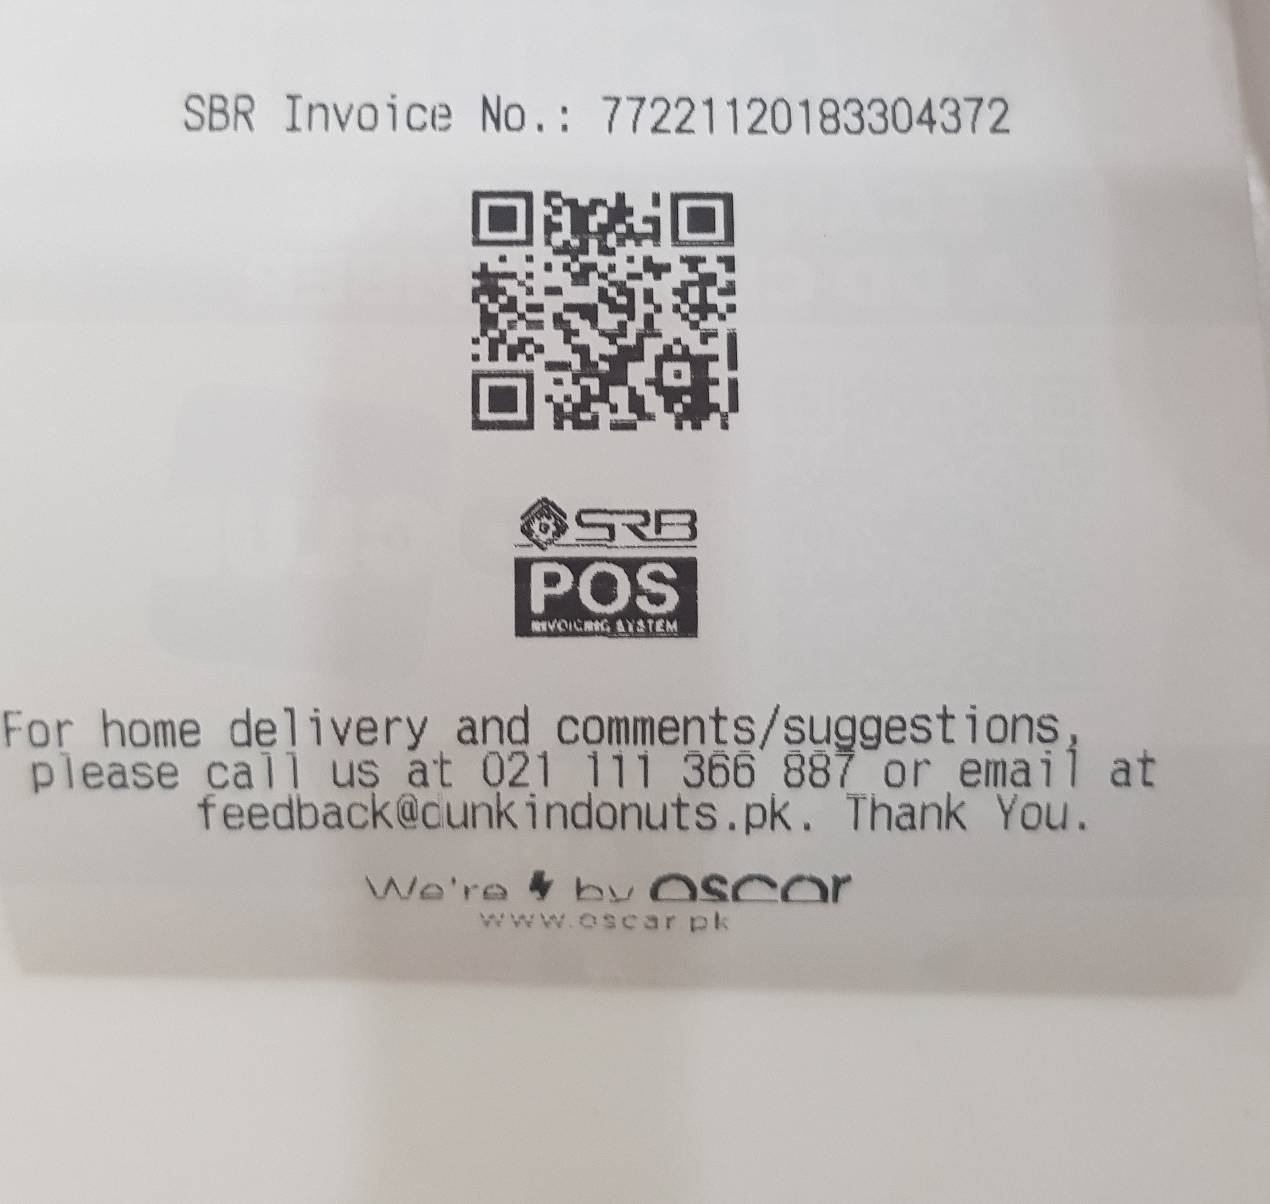 SBR Invoice No.: 77221120183304372
SRB
POS
INVOICING SYSTEM
For home delivery and comments/suggestions,
please call us at 021 111 366 887 or email at
feedback@dunkindonuts.pk. Thank You.
We're by oscar
www.oscar.pk